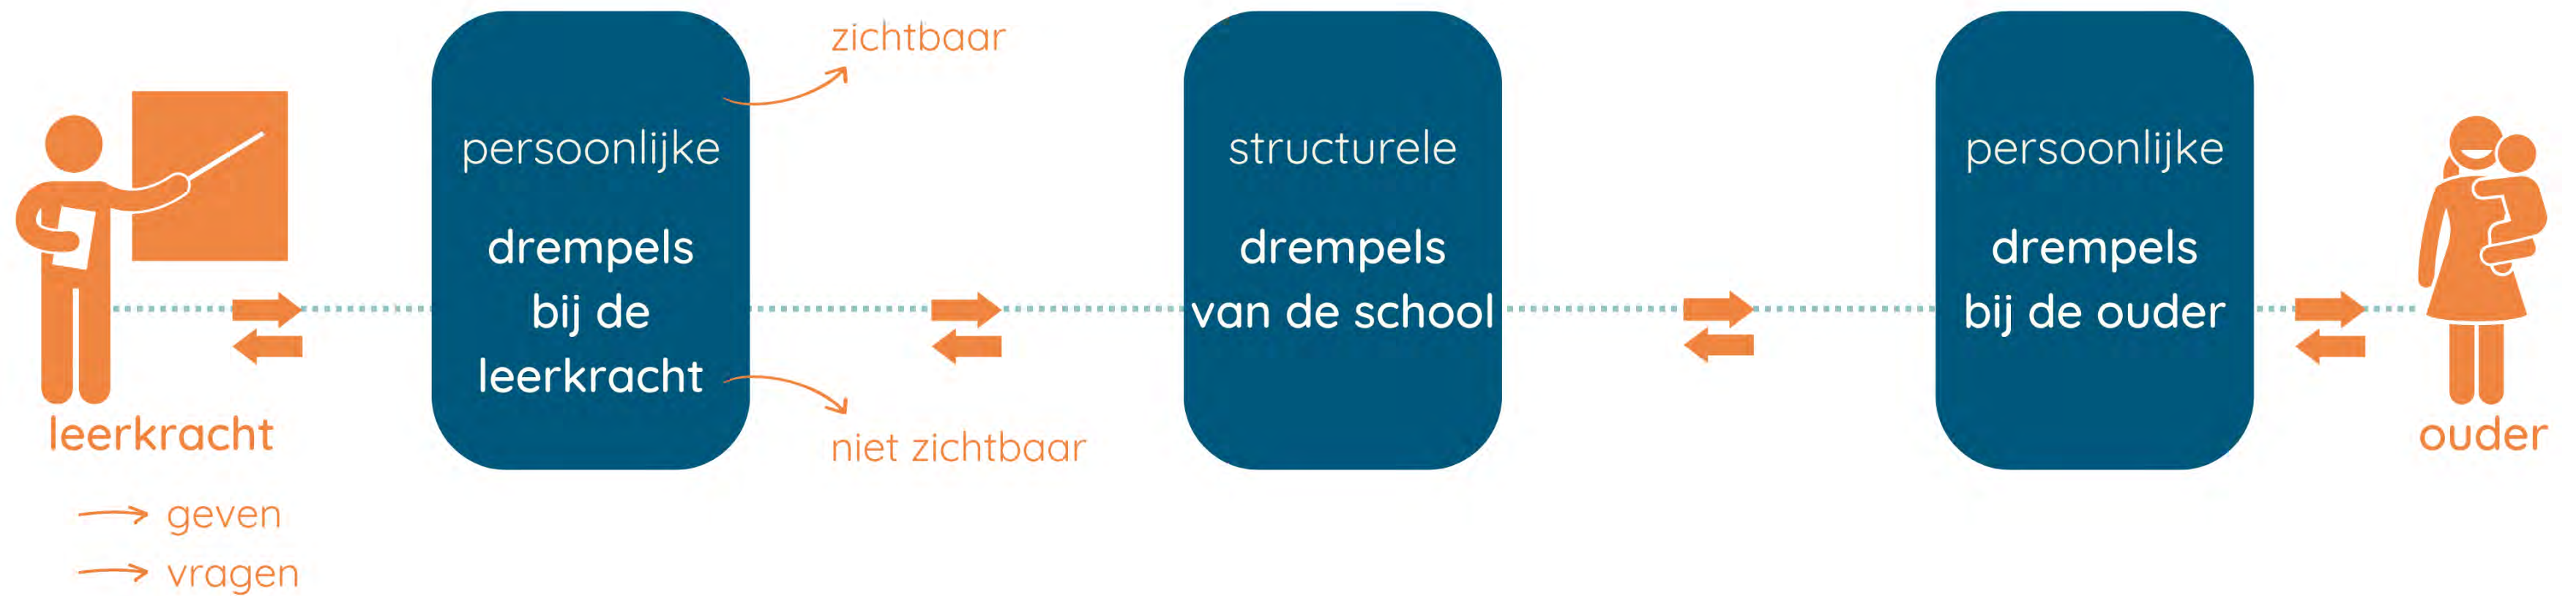 zichtbaar
persoonlijke
drempels
bij de
leerkracht
niet zichtbaar
structurele
drempels
van de school
persoonlijke
drempels
bij de ouder
leerkracht
geven
vragen
ouder